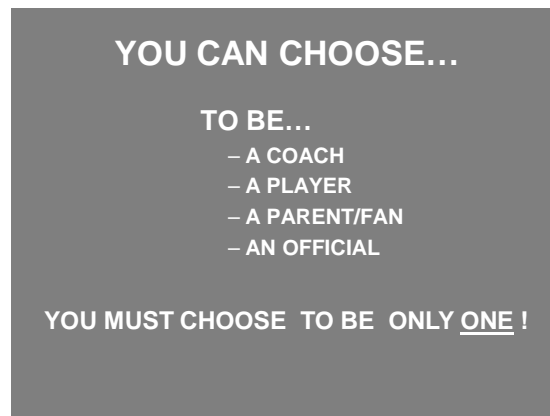 YOU CAN CHOOSE…
TO BE…
– A COACH
– A PLAYER
– A PARENT/FAN
– AN OFFICIAL
YOU MUST CHOOSE TO BE ONLY ONE !